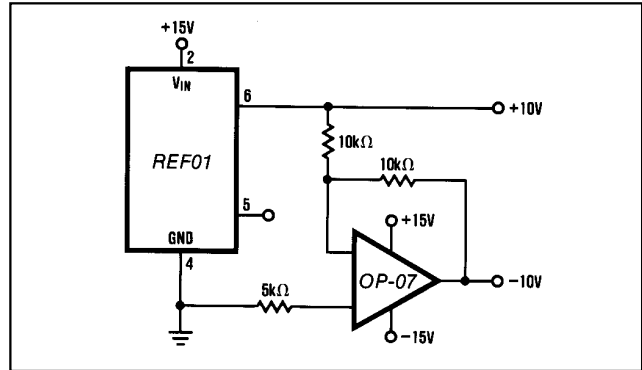 +15V
2
VIN
6
+10V
10kΩ
10kΩ
REF01
5
+15V
GND
4
OP-07
-10V
5kΩ
-15V